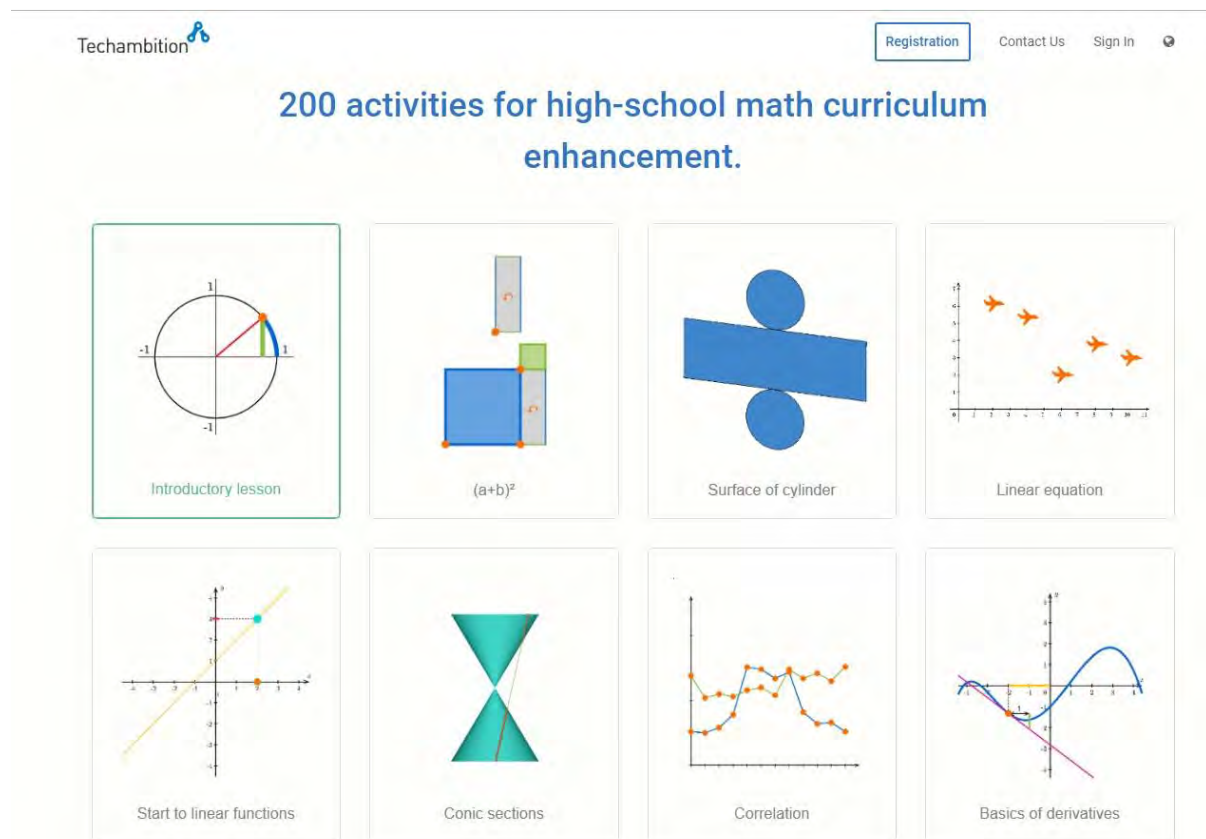 Techambition
Registration
Contact Us
Sign In
200 activities for high-school math curriculum
enhancement.
1
-1
1
-1
Introductory lesson
(a+b)²
Surface of cylinder
Linear equation
Start to linear functions
Conic sections
Correlation
Basics of derivatives